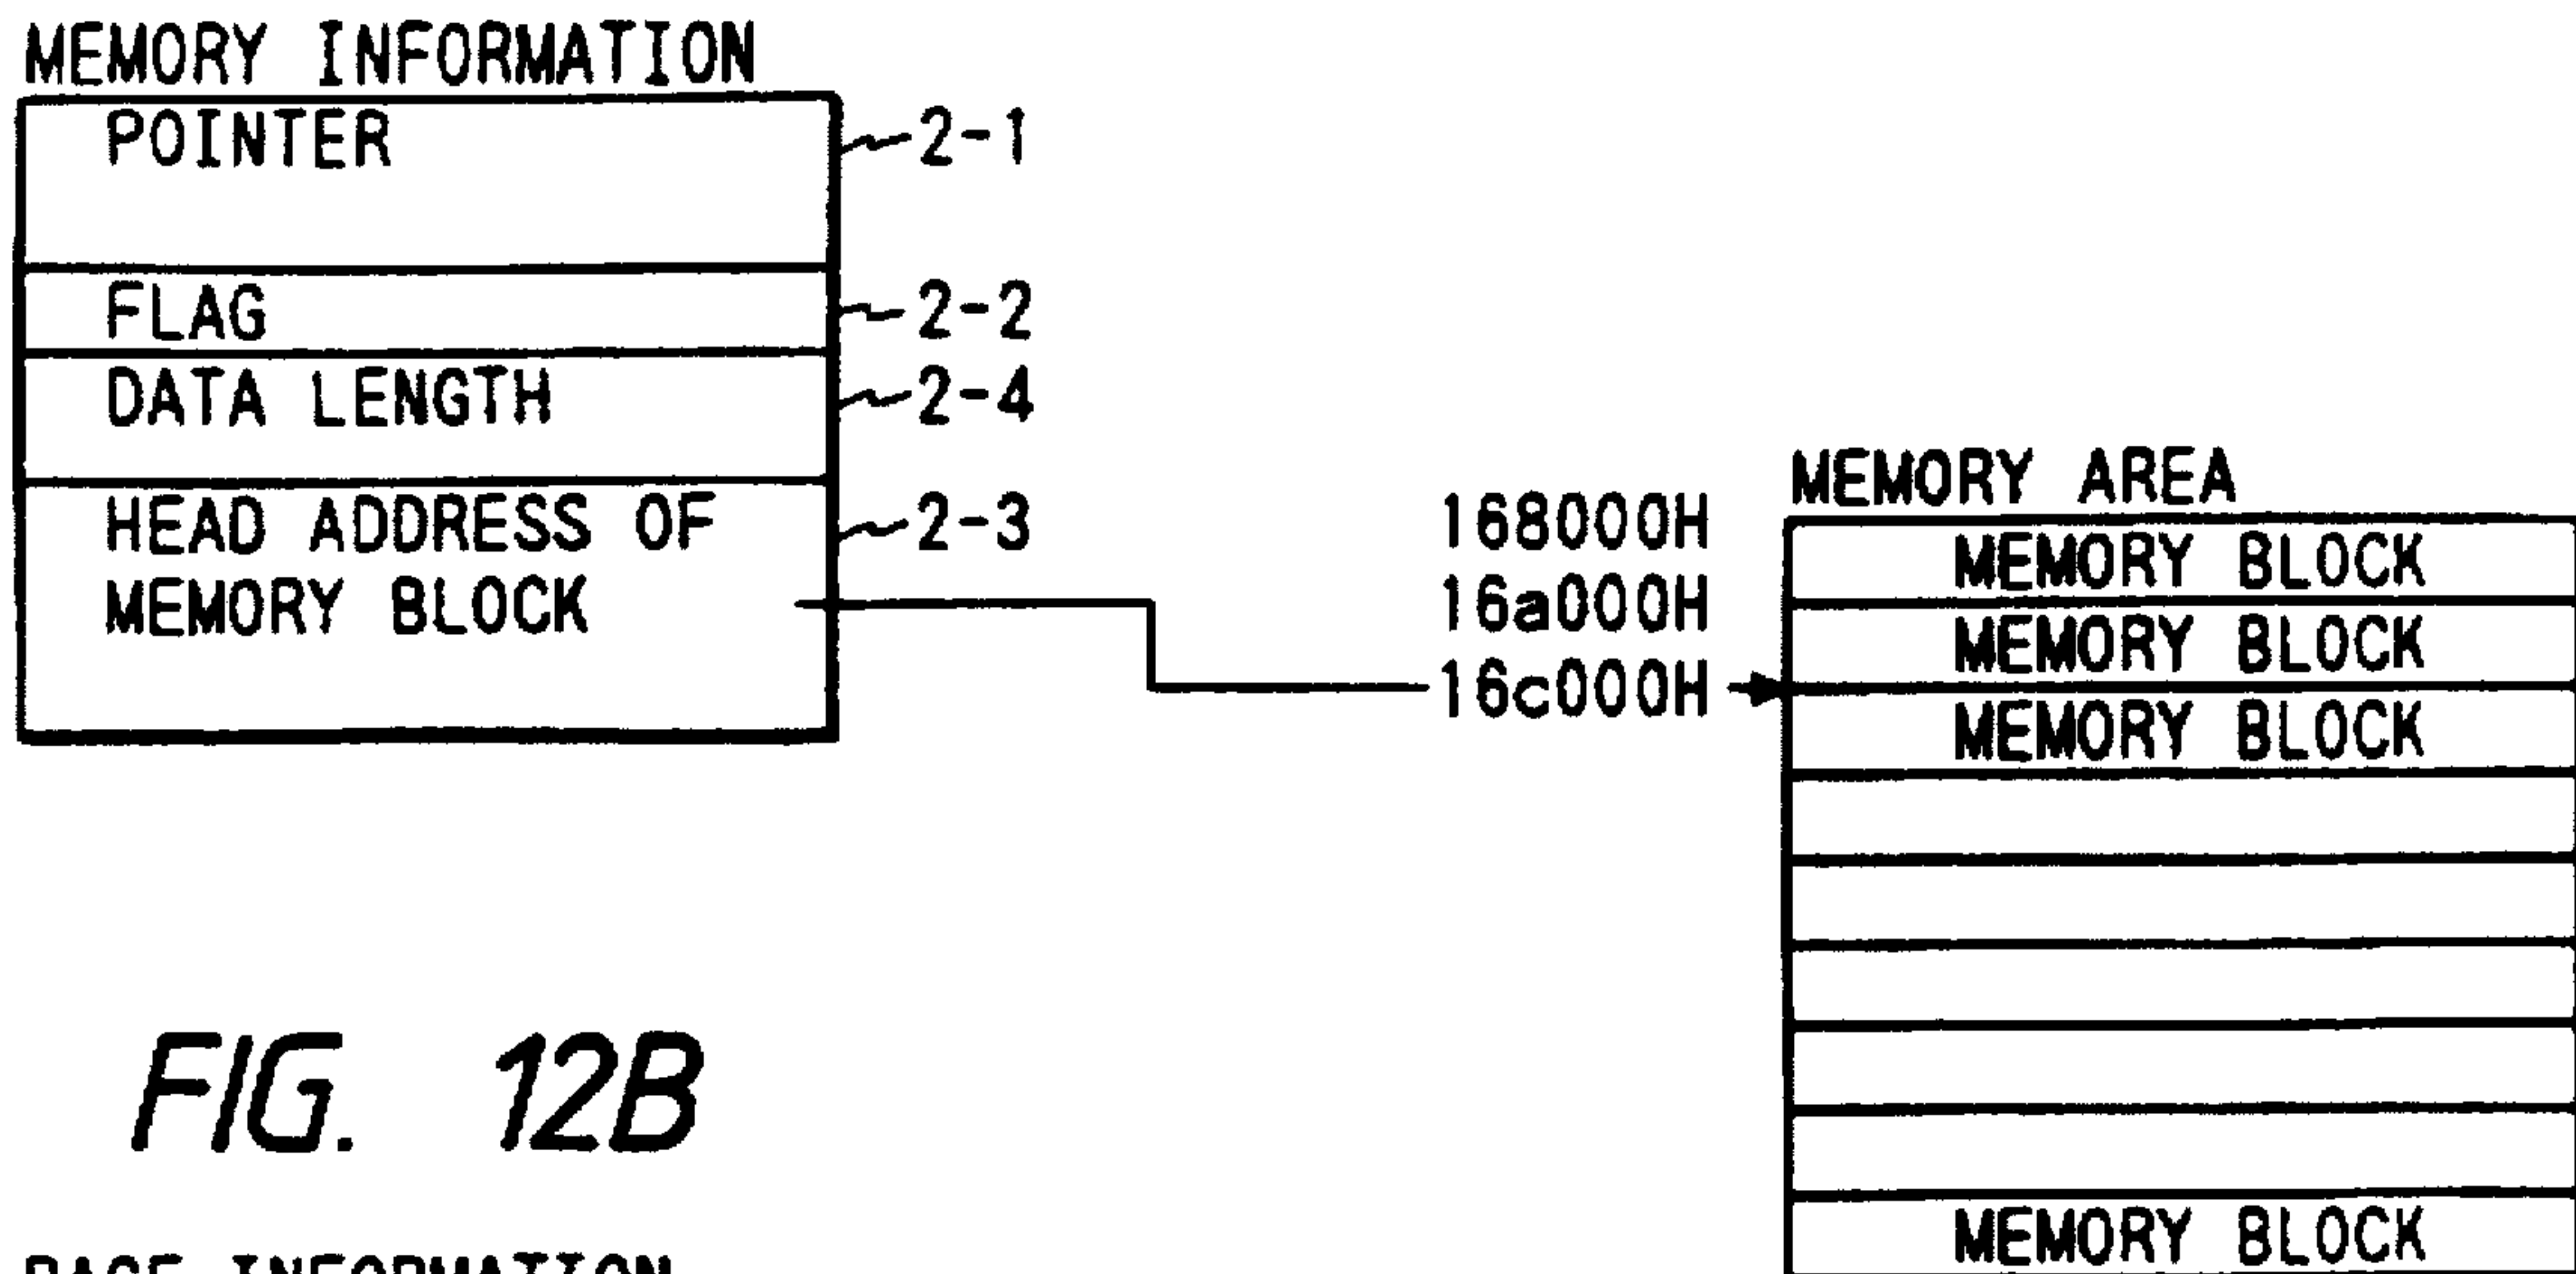 MEMORY INFORMATION
POINTER
2-1
FLAG
2-2
DATA LENGTH
2-4
HEAD ADDRESS OF
MEMORY BLOCK
2-3
168000H
16a000H
16c000H
MEMORY AREA
MEMORY BLOCK
MEMORY BLOCK
MEMORY BLOCK
MEMORY BLOCK
FIG. 12B
INFORMATION